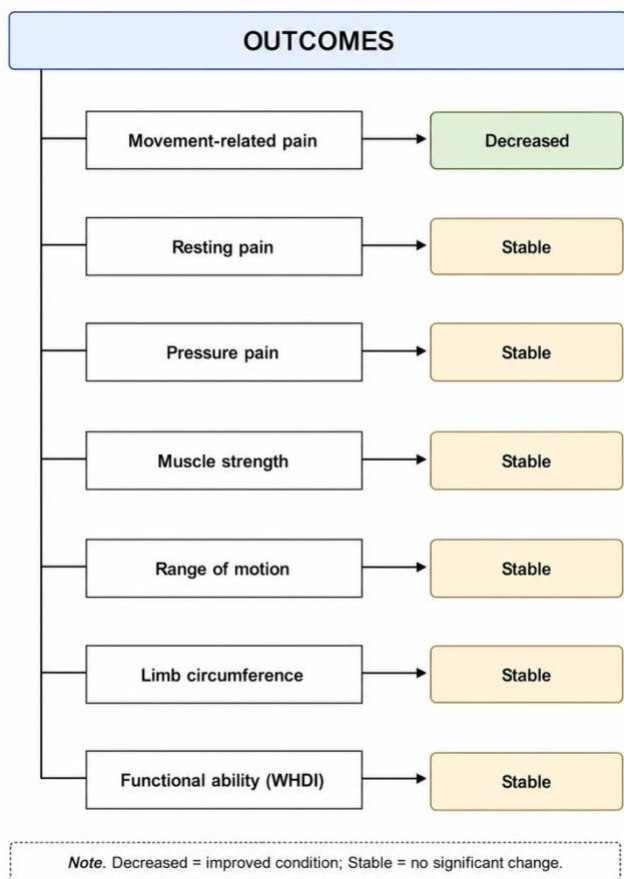 OUTCOMES
Movement-related pain
Decreased
Resting pain
Stable
Pressure pain
Stable
Muscle strength
Stable
Range of motion
Stable
Limb circumference
Stable
Functional ability (WHDI)
Stable
Note. Decreased = improved condition; Stable = no significant change.